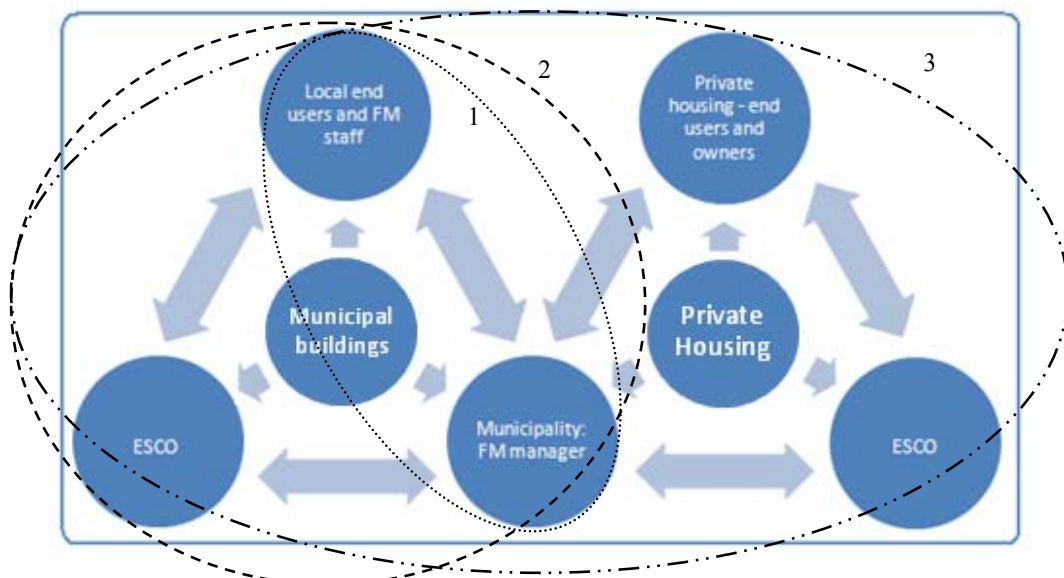 Local end
users and FM
staff
1
2
Private
housing - end
users and
owners
3
Municipal
buildings
Private
Housing
ESCO
Municipality:
FM manager
ESCO